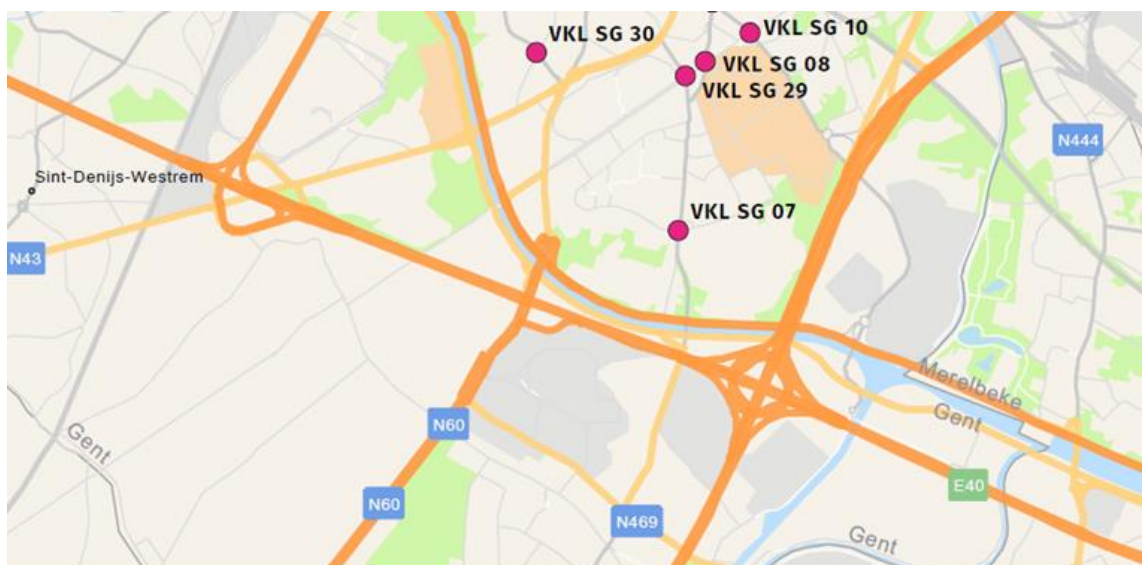 VKL SG 30
VKL SG 10
VKL SG 08
VKL SG 29
N444
Sint-Denijs-Westrem
VKL SG 07
N43
Merelbeke
Gent
N60
Gent
E40
N60
N469
Gent